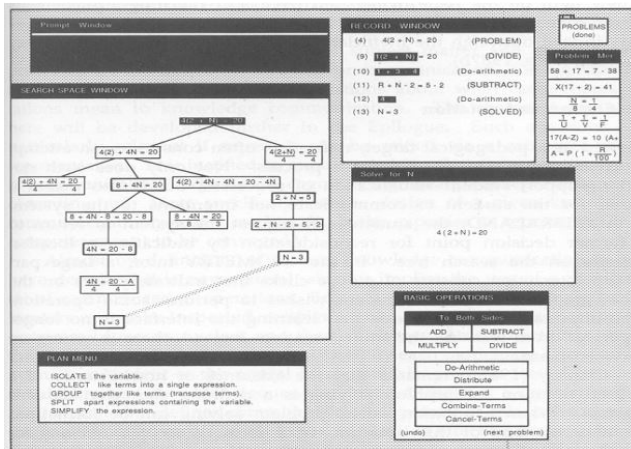 Prompt Window
SEARCH SPACE WINDOW
4(2 + N) = 20
4(2) + 4N = 20
4(2+N) = 20
4 4
4(2) + 4N = 20
4 4
8 + 4N = 20
4(2) + 4N - 4N = 20 - 4N
2 + N = 5
8 + 4N - 8 = 20 - 8
8 - 4N = 20
8 3
2 + N - 2 = 5 - 2
4N = 20 - 8
N = 3
4N = 20 - A
4
N = 3
PLAN MENU
ISOLATE the variable.
COLLECT like terms into a single expression.
GROUP together like terms (transpose terms).
SPLIT apart expressions containing the variable.
SIMPLIFY the expression.
RECORD WINDOW
(4) 4(2 + N) = 20 (PROBLEM)
(9) (2 + N) = 20 (DIVIDE)
(10) (Do-arithmetic)
(11) R + N - 2 = 5 - 2 (SUBTRACT)
(12) (Do-arithmetic)
(13) N = 3 (SOLVED)
PROBLEMS
(done)
Problem Men
58 + 17 = 7 - 38
X(17 + 2) = 41
N = 1
8 4
1 + 1 = 1
U V F
17(A-2) = 10 (A+
A = P ( 1 + R
100
Solve for N
4 ( 2 + N ) = 20
BASIC OPERATIONS
To Both Sides
ADD SUBTRACT
MULTIPLY DIVIDE
Do-Arithmetic
Distribute
Expand
Combine-Terms
Cancel-Terms
(undo) (next problem)